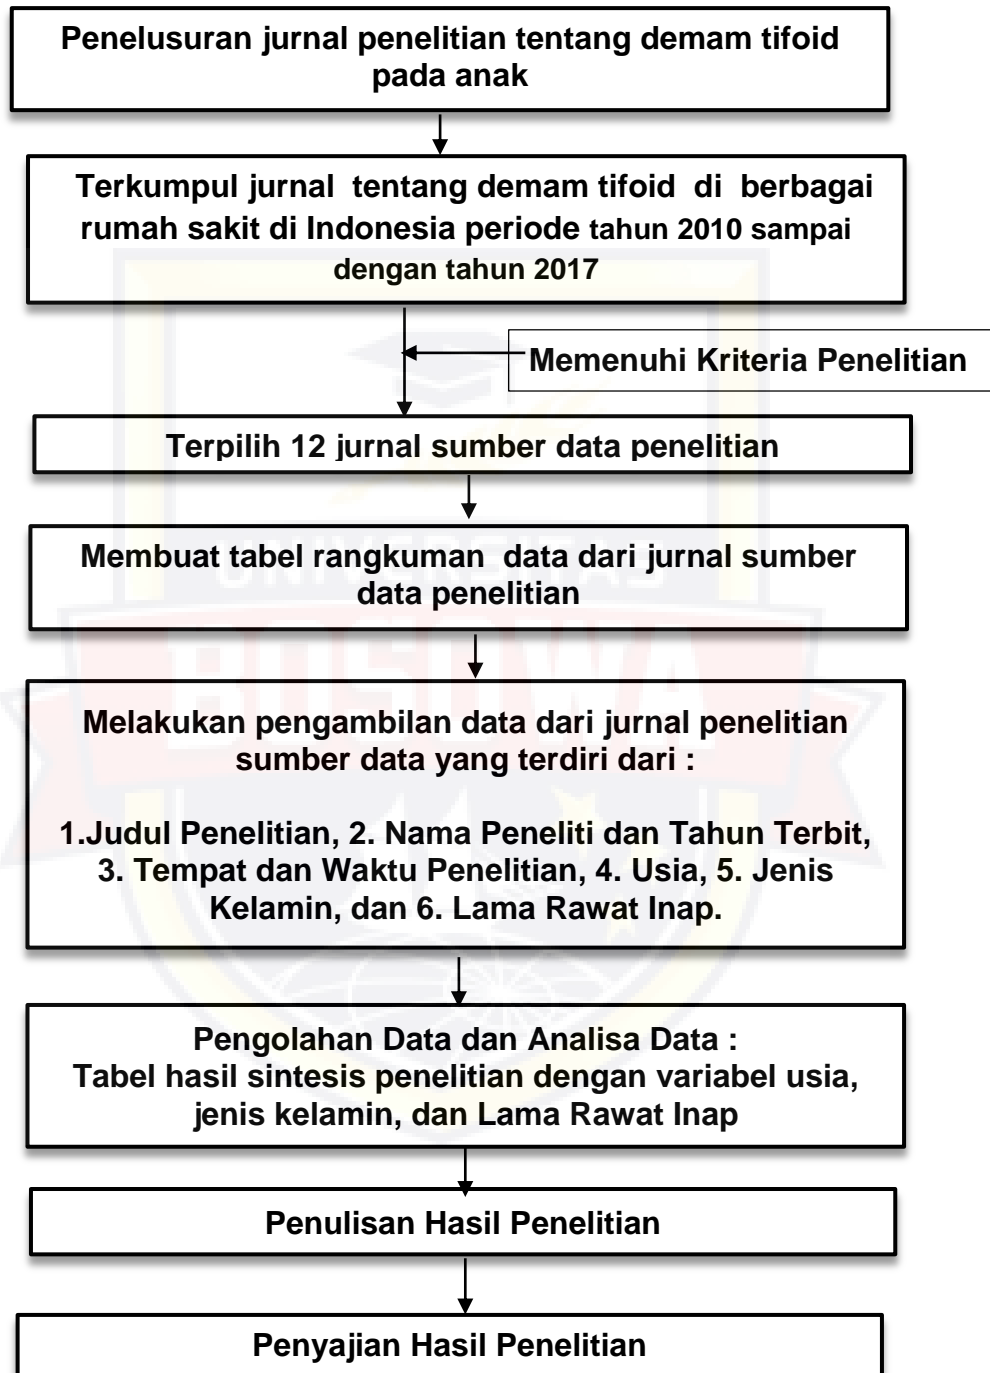 Penelusuran jurnal penelitian tentang demam tifoid
pada anak
Terkumpul jurnal tentang demam tifoid di berbagai
rumah sakit di Indonesia periode tahun 2010 sampai
dengan tahun 2017
Memenuhi Kriteria Penelitian
Terpilih 12 jurnal sumber data penelitian
Membuat tabel rangkuman data dari jurnal sumber
data penelitian
UNIVERSITAS
BOSOWA
Melakukan pengambilan data dari jurnal penelitian
sumber data yang terdiri dari :
1.Judul Penelitian, 2. Nama Peneliti dan Tahun Terbit,
3. Tempat dan Waktu Penelitian, 4. Usia, 5. Jenis
Kelamin, dan 6. Lama Rawat Inap.
Pengolahan Data dan Analisa Data :
Tabel hasil sintesis penelitian dengan variabel usia,
jenis kelamin, dan Lama Rawat Inap
Penulisan Hasil Penelitian
Penyajian Hasil Penelitian